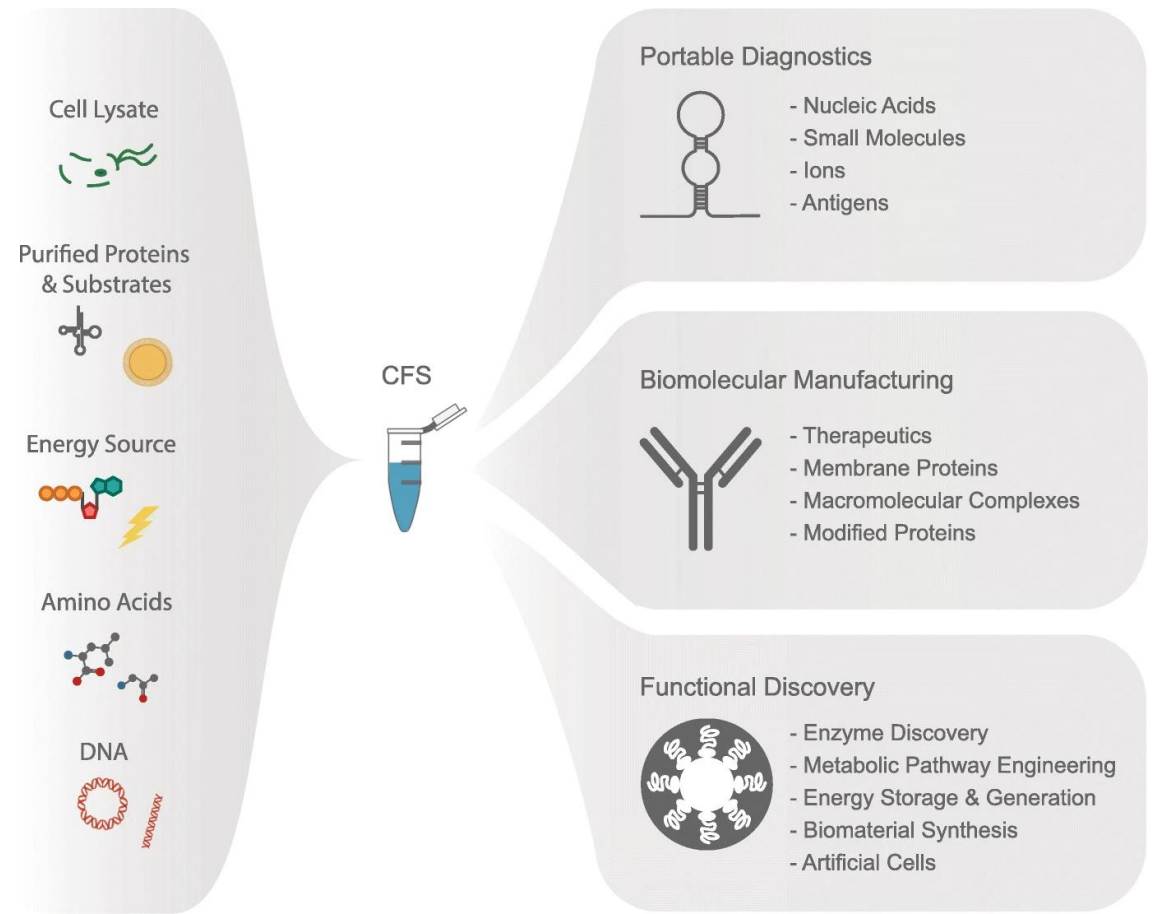 Cell Lysate
Purified Proteins
& Substrates
Energy Source
Amino Acids
DNA
CFS
Portable Diagnostics
- Nucleic Acids
- Small Molecules
- Ions
- Antigens
Biomolecular Manufacturing
- Therapeutics
- Membrane Proteins
- Macromolecular Complexes
- Modified Proteins
Functional Discovery
- Enzyme Discovery
- Metabolic Pathway Engineering
- Energy Storage & Generation
- Biomaterial Synthesis
- Artificial Cells